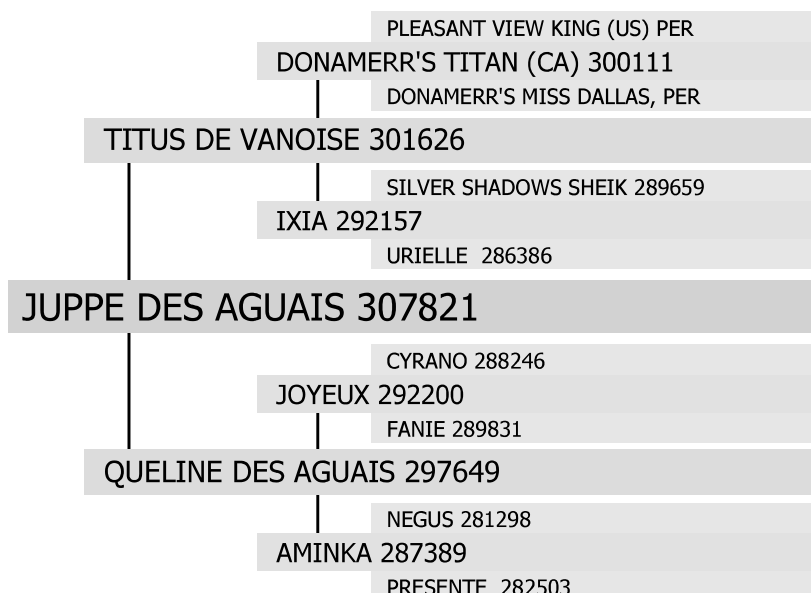 PLEASANT VIEW KING (US) PER
DONAMERR'S TITAN (CA) 300111
DONAMERR'S MISS DALLAS, PER
TITUS DE VANOISE 301626
SILVER SHADOWS SHEIK 289659
IXIA 292157
URIELLE  286386
JUPPE DES AGUAIS 307821
CYRANO 288246
JOYEUX 292200
FANIE 289831
QUELINE DES AGUAIS 297649
NEGUS 281298
AMINKA 287389
PRESENTE  282503